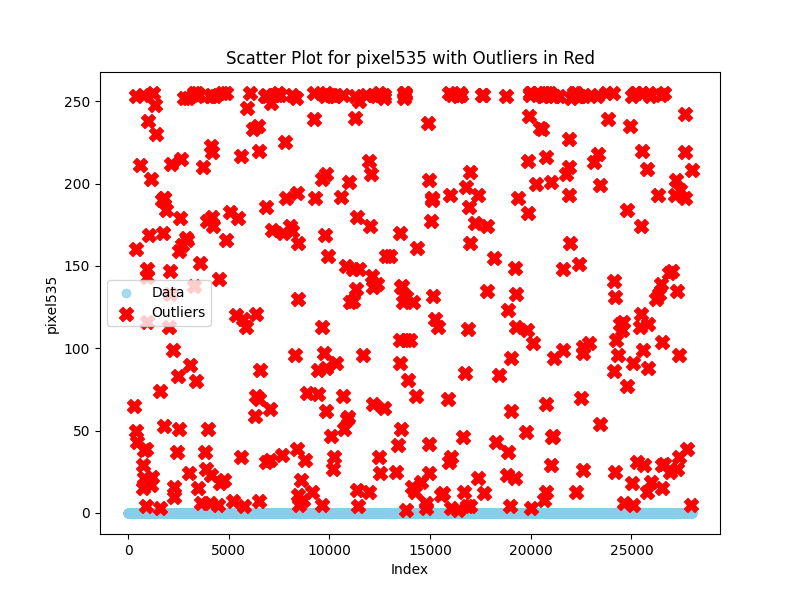 Scatter Plot for pixel535 with Outliers in Red
250
200
150
100
50
0
pixel535
Data
Outliers
0
5000
10000
15000
20000
25000
Index